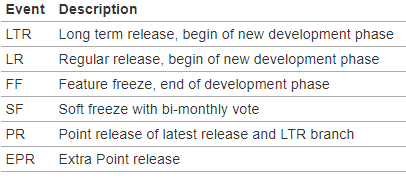 Event Description
LTR Long term release, begin of new development phase
LR Regular release, begin of new development phase
FF Feature freeze, end of development phase
SF Soft freeze with bi-monthly vote
PR Point release of latest release and LTR branch
EPR Extra Point release